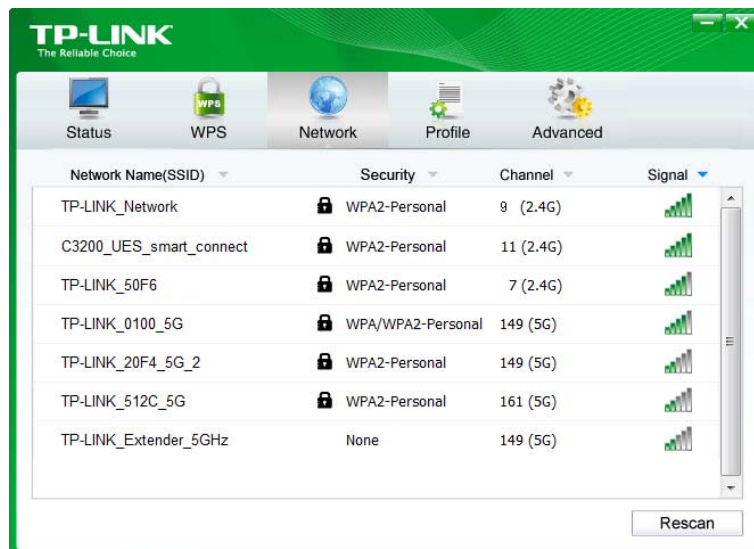 TP-LINK
The Reliable Choice
WPS
Status WPS Network Profile Advanced
Network Name(SSID) Security Channel Signal
TP-LINK_Network WPA2-Personal 9 (2.4G)
C3200_UES_smart_connect WPA2-Personal 11 (2.4G)
TP-LINK_50F6 WPA2-Personal 7 (2.4G)
TP-LINK_0100_5G WPA/WPA2-Personal 149 (5G)
TP-LINK_20F4_5G_2 WPA2-Personal 149 (5G)
TP-LINK_512C_5G WPA2-Personal 161 (5G)
TP-LINK_Extender_5GHz None 149 (5G)
Rescan